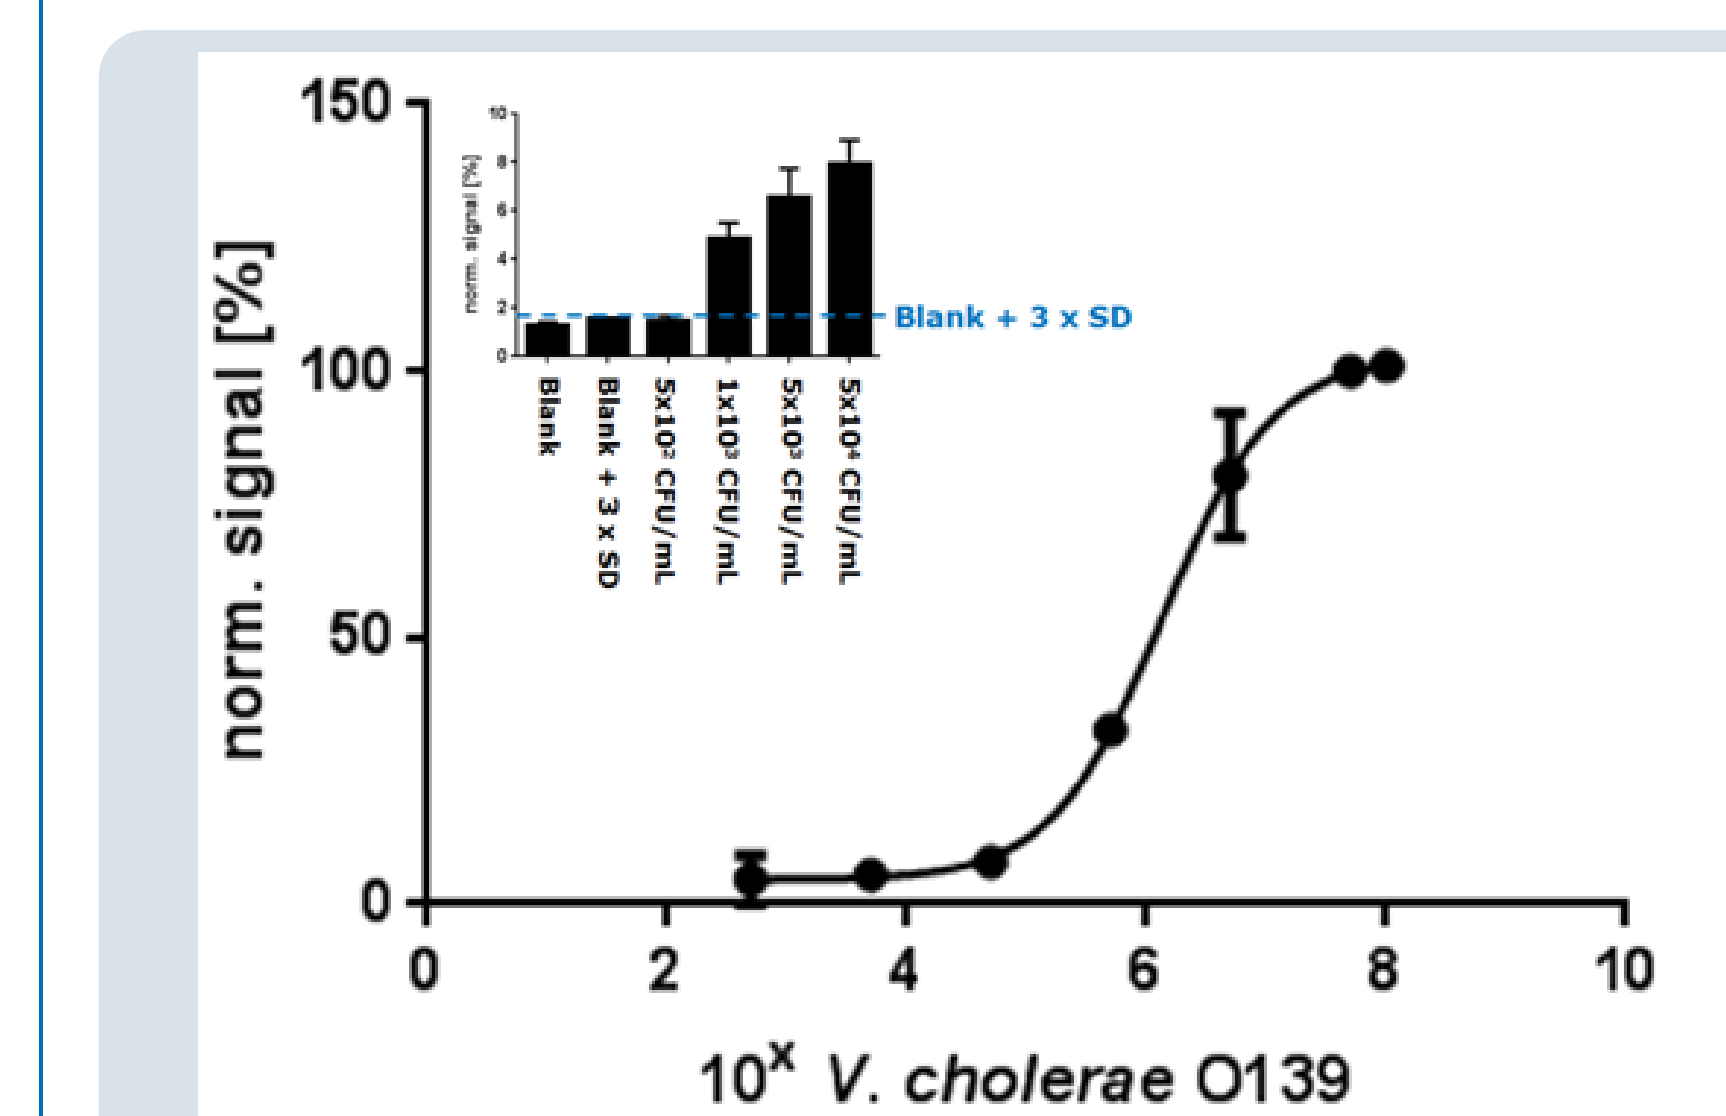 150
100
50
0
norm. signal [%]
10
8
6
4
2
0
norm. signal [%]
Blank + 3 x SD
Blank
Blank + 3 x SD
5x10² CFU/mL
1x10³ CFU/mL
5x10³ CFU/mL
5x10⁴ CFU/mL
0 2 4 6 8 10
10ˣ V. cholerae O139